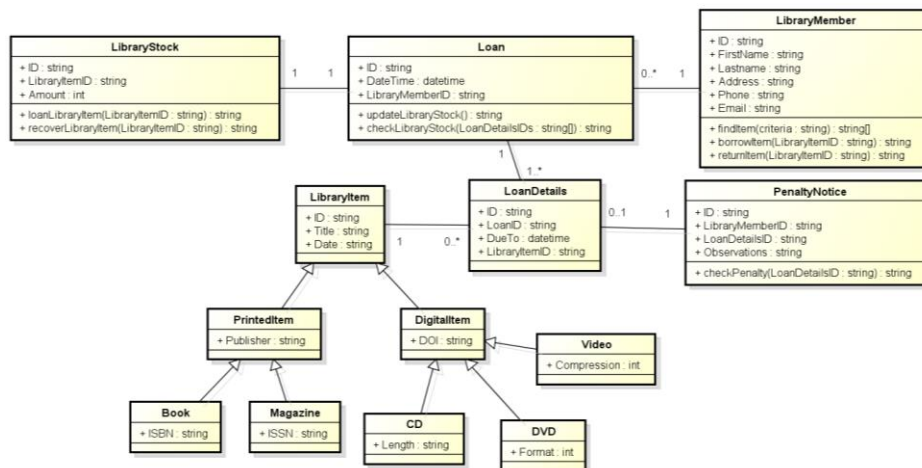 LibraryStock
+ ID : string
+ LibraryItemID : string
+ Amount : int
+ loanLibraryItem(LibraryItemID : string) : string
+ recoverLibraryItem(LibraryItemID : string) : string
1
1
Loan
+ ID : string
+ DateTime : datetime
+ LibraryMemberID : string
+ updateLibraryStock() : string
+ checkLibraryStock(LoanDetailsIDs : string[]) : string
0..*
1
LibraryMember
+ ID : string
+ FirstName : string
+ Lastname : string
+ Address : string
+ Phone : string
+ Email : string
+ findItem(criteria : string) : string[]
+ borrowItem(LibraryItemID : string) : string
+ returnItem(LibraryItemID : string) : string
1
1..*
LibraryItem
+ ID : string
+ Title : string
+ Date : string
1
0..*
LoanDetails
+ ID : string
+ LoanID : string
+ DueTo : datetime
+ LibraryItemID : string
0..1
1
PenaltyNotice
+ ID : string
+ LibraryMemberID : string
+ LoanDetailsID : string
+ Observations : string
+ checkPenalty(LoanDetailsID : string) : string
PrintedItem
+ Publisher : string
DigitalItem
+ DOI : string
Video
+ Compression : int
Book
+ ISBN : string
Magazine
+ ISSN : string
CD
+ Length : string
DVD
+ Format : int